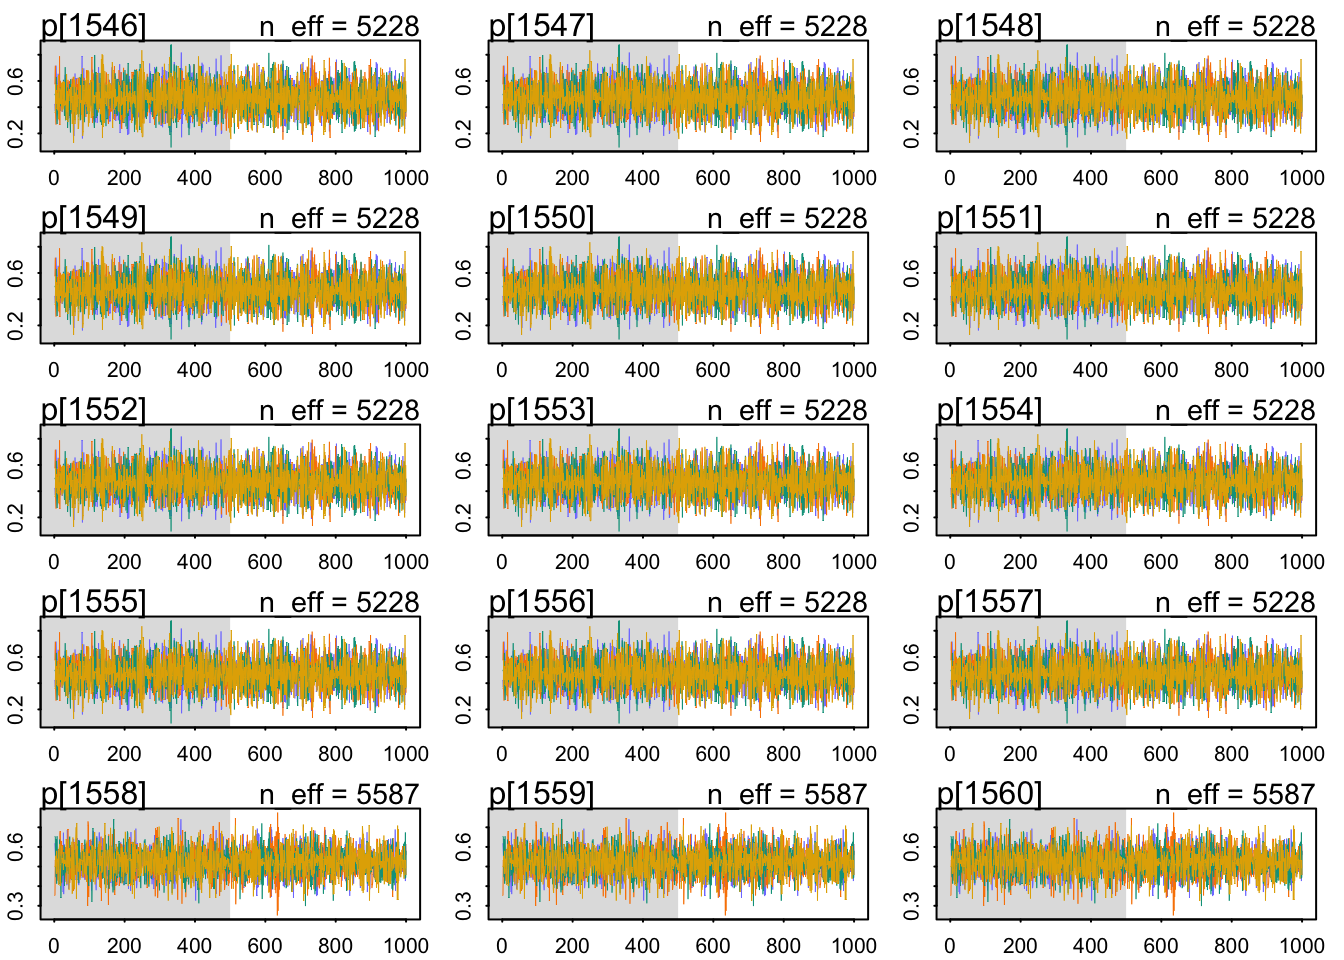 p[1546] n_eff = 5228 p[1547] n_eff = 5228 p[1548] n_eff = 5228
0.2 0.6 0.2 0.6 0.2 0.6
0 200 400 600 800 1000 0 200 400 600 800 1000 0 200 400 600 800 1000
p[1549] n_eff = 5228 p[1550] n_eff = 5228 p[1551] n_eff = 5228
0.2 0.6 0.2 0.6 0.2 0.6
0 200 400 600 800 1000 0 200 400 600 800 1000 0 200 400 600 800 1000
p[1552] n_eff = 5228 p[1553] n_eff = 5228 p[1554] n_eff = 5228
0.2 0.6 0.2 0.6 0.2 0.6
0 200 400 600 800 1000 0 200 400 600 800 1000 0 200 400 600 800 1000
p[1555] n_eff = 5228 p[1556] n_eff = 5228 p[1557] n_eff = 5228
0.2 0.6 0.2 0.6 0.2 0.6
0 200 400 600 800 1000 0 200 400 600 800 1000 0 200 400 600 800 1000
p[1558] n_eff = 5587 p[1559] n_eff = 5587 p[1560] n_eff = 5587
0.3 0.6 0.3 0.6 0.3 0.6
0 200 400 600 800 1000 0 200 400 600 800 1000 0 200 400 600 800 1000